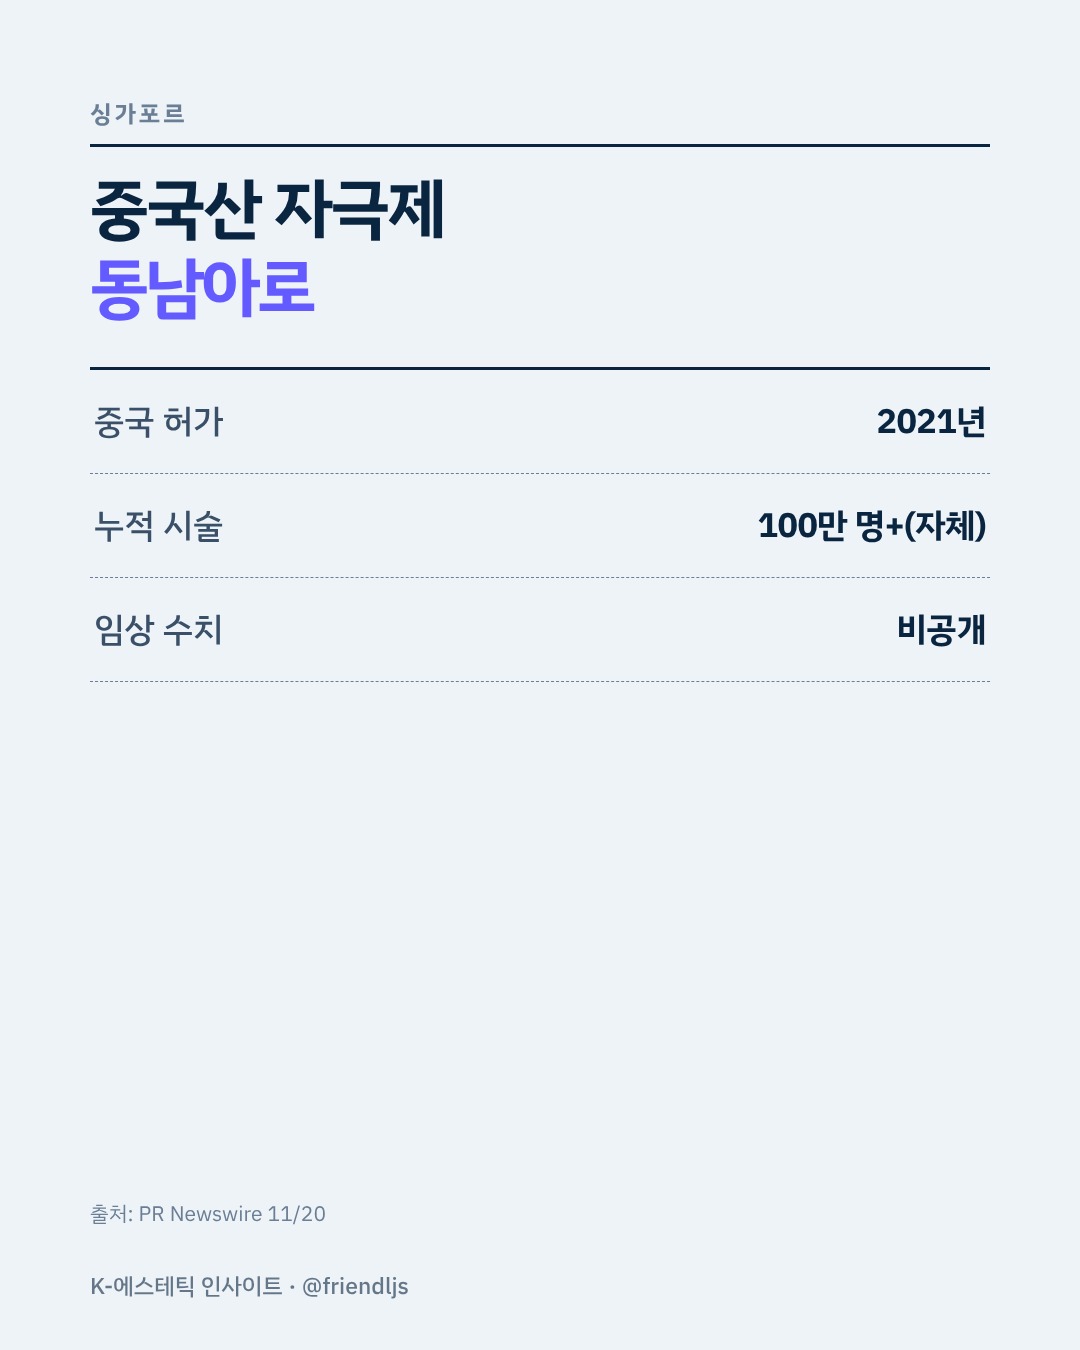 싱가포르
중국산 자극제
동남아로
중국 허가 2021년
누적 시술 100만 명+(자체)
임상 수치 비공개
출처: PR Newswire 11/20
K-에스테틱 인사이트 · @friendljs